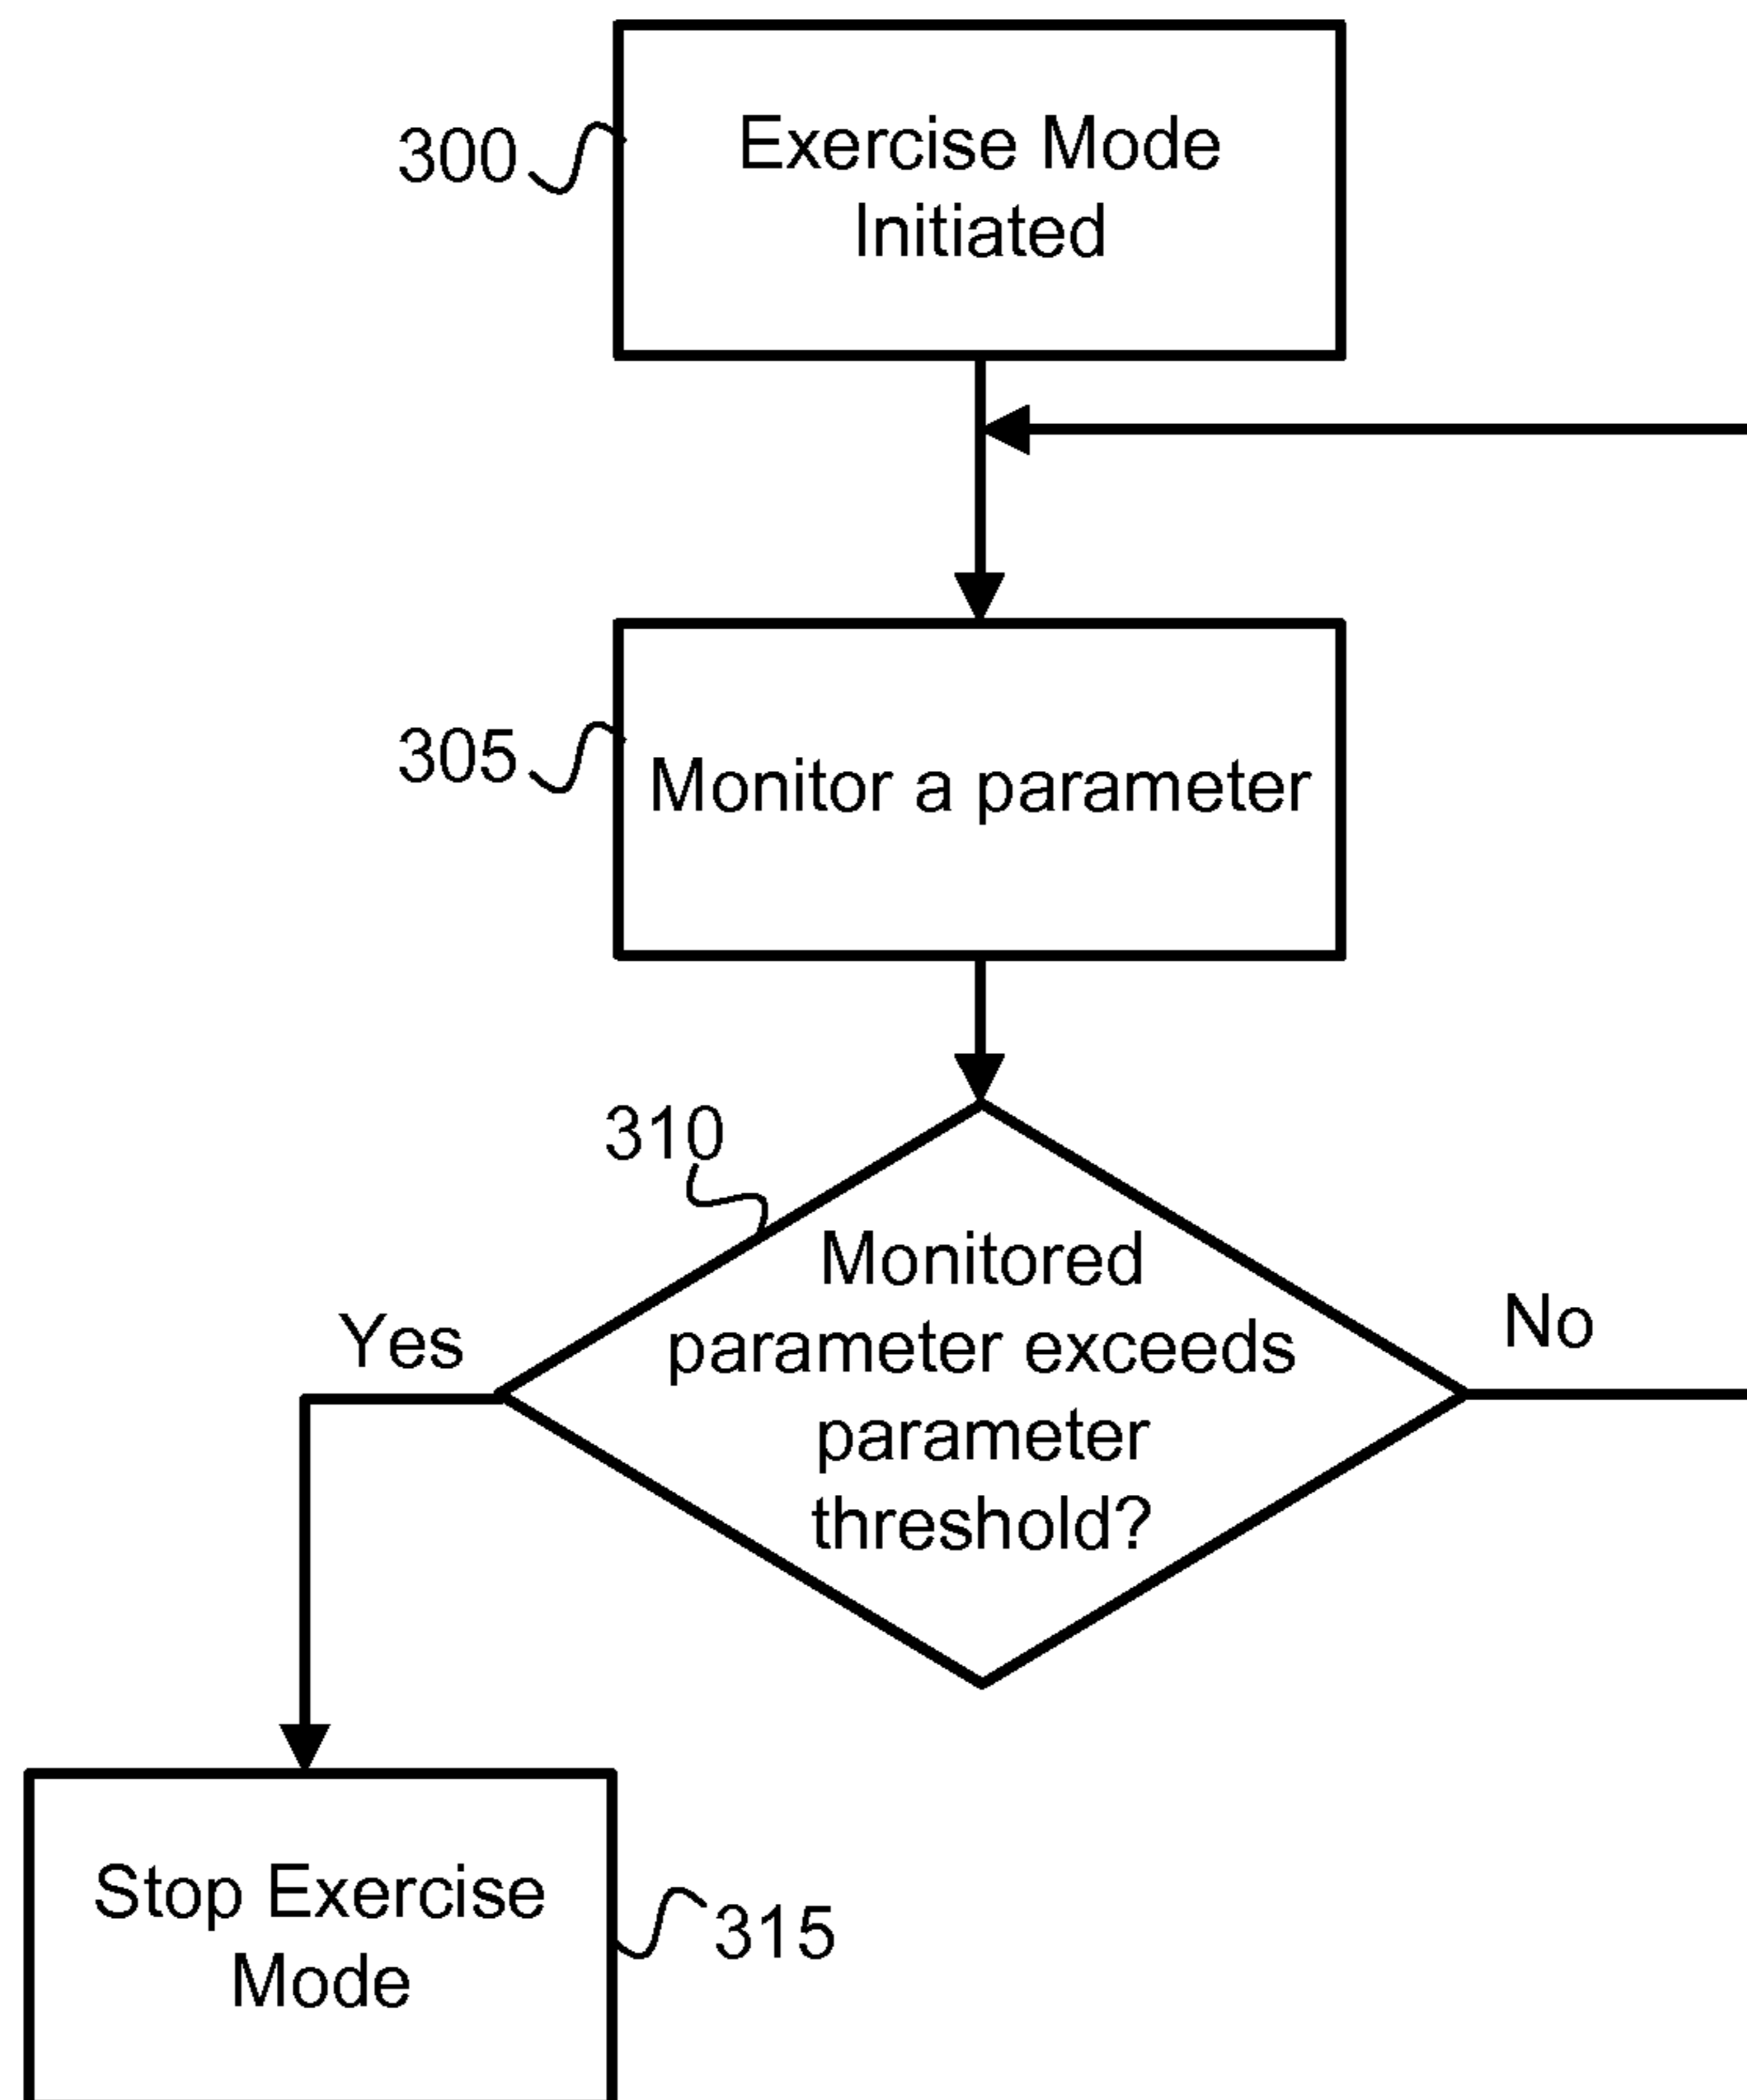 300
Exercise Mode
Initiated
305
Monitor a parameter
310
Monitored
parameter exceeds
parameter
threshold?
Yes
No
Stop Exercise
Mode
315